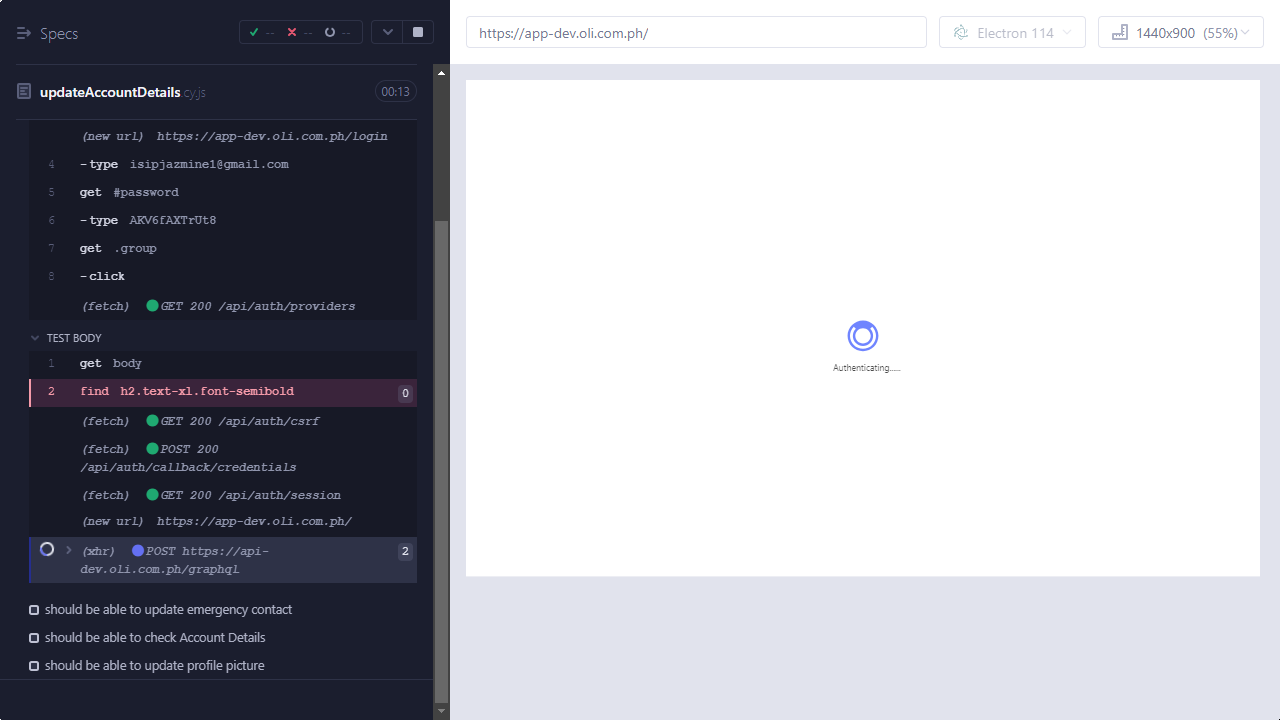 Specs
--
--
--
https://app-dev.oli.com.ph/
Electron 114
1440x900 (55%)
updateAccountDetails cy.js
00:13
(new url) https://app-dev.oli.com.ph/login
4 -type isipjazmine1@gmail.com
5 get #password
6 -type AKV6fAXTrUt8
7 get .group
8 -click
(fetch) GET 200 /api/auth/providers
TEST BODY
1 get body
2 find h2.text-xl.font-semibold 0
(fetch) GET 200 /api/auth/csrf
(fetch) POST 200
/api/auth/callback/credentials
(fetch) GET 200 /api/auth/session
(new url) https://app-dev.oli.com.ph/
(xhr) POST https://api- 2
dev.oli.com.ph/graphql
should be able to update emergency contact
should be able to check Account Details
should be able to update profile picture
Authenticating......